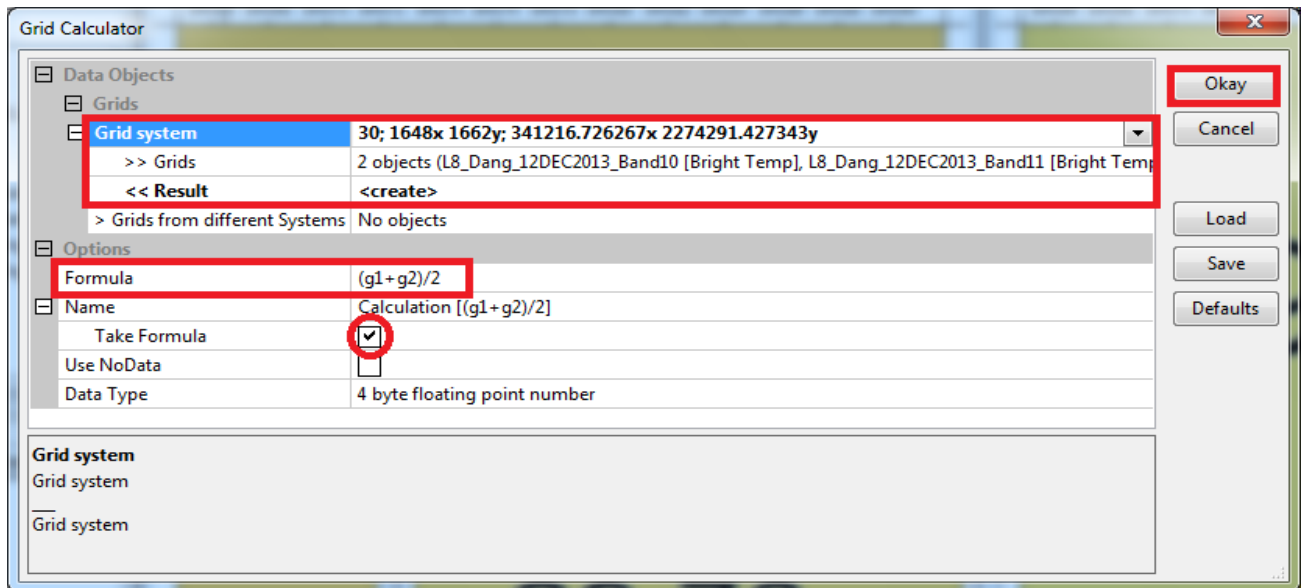 Grid Calculator
Data Objects
Grids
Grid system 30; 1648x 1662y; 341216.726267x 2274291.427343y
>> Grids 2 objects (L8_Dang_12DEC2013_Band10 [Bright Temp], L8_Dang_12DEC2013_Band11 [Bright Temp
<< Result <create>
> Grids from different Systems No objects
Options
Formula (g1+g2)/2
Name Calculation [(g1+g2)/2]
Take Formula
Use NoData
Data Type 4 byte floating point number
Okay
Cancel
Load
Save
Defaults
Grid system
Grid system
Grid system